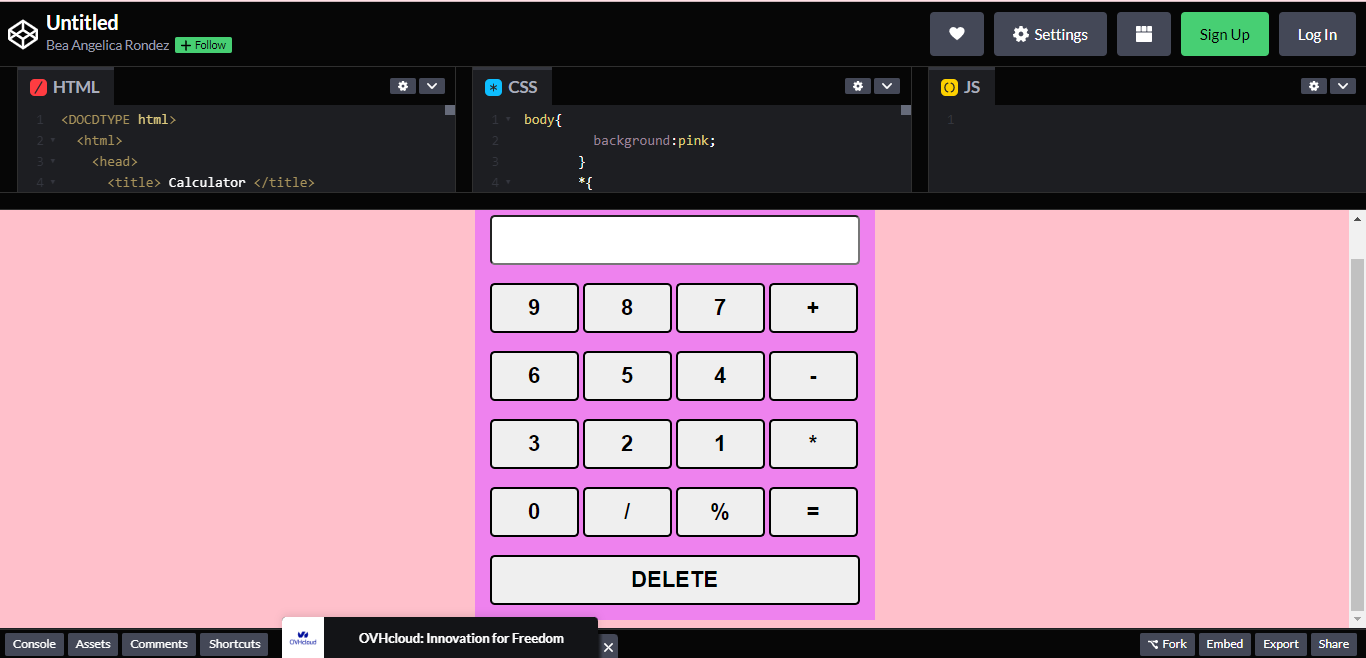 Untitled
Bea Angelica Rondez + Follow
Settings
Sign Up
Log In
/ HTML
* CSS
() JS
1 <DOCDTYPE html>
2 <html>
3 <head>
4 <title> Calculator </title>
1 body{
2 background:pink;
3 }
4 *{
1
9 8 7 +
6 5 4 -
3 2 1 *
0 / % =
DELETE
Console Assets Comments Shortcuts
OVHcloud
OVHcloud: Innovation for Freedom
×
Fork Embed Export Share